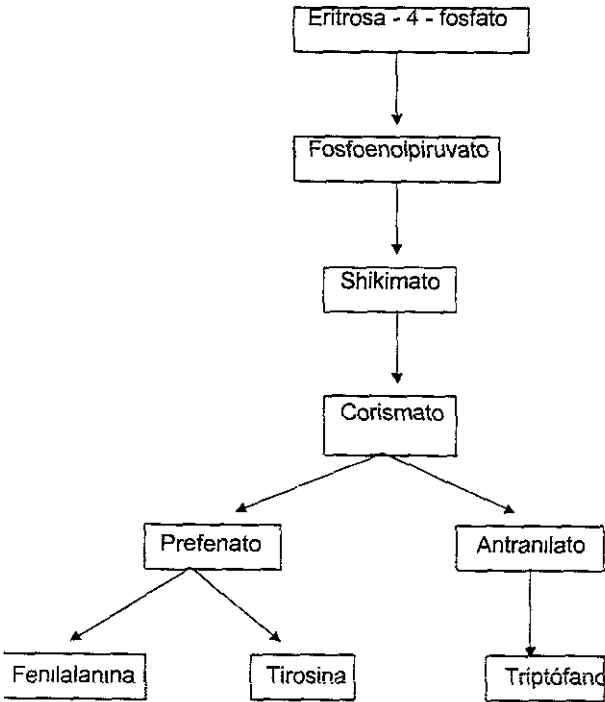 Eritrosa - 4 - fosfato
Fosfoenolpiruvato
Shikimato
Corismato
Prefenato
Antranilato
Fenilalanina
Tirosina
Triptófano